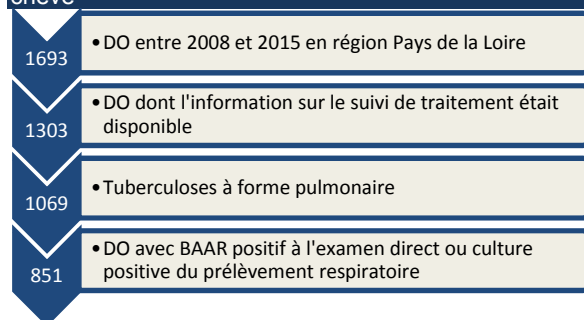 1693
•DO entre 2008 et 2015 en région Pays de la Loire
1303
•DO dont l'information sur le suivi de traitement était
disponible
1069
•Tuberculoses à forme pulmonaire
851
•DO avec BAAR positif à l'examen direct ou culture
positive du prélèvement respiratoire